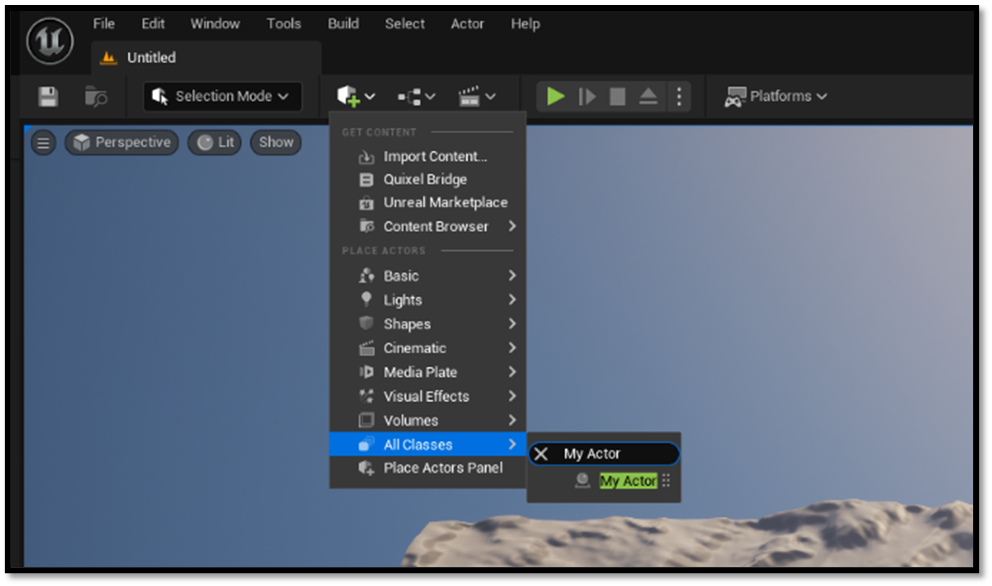 File Edit Window Tools Build Select Actor Help
Untitled
Selection Mode
Platforms
Perspective Lit Show
GET CONTENT
Import Content...
Quixel Bridge
Unreal Marketplace
Content Browser
PLACE ACTORS
Basic
Lights
Shapes
Cinematic
Media Plate
Visual Effects
Volumes
All Classes
Place Actors Panel
My Actor
My Actor